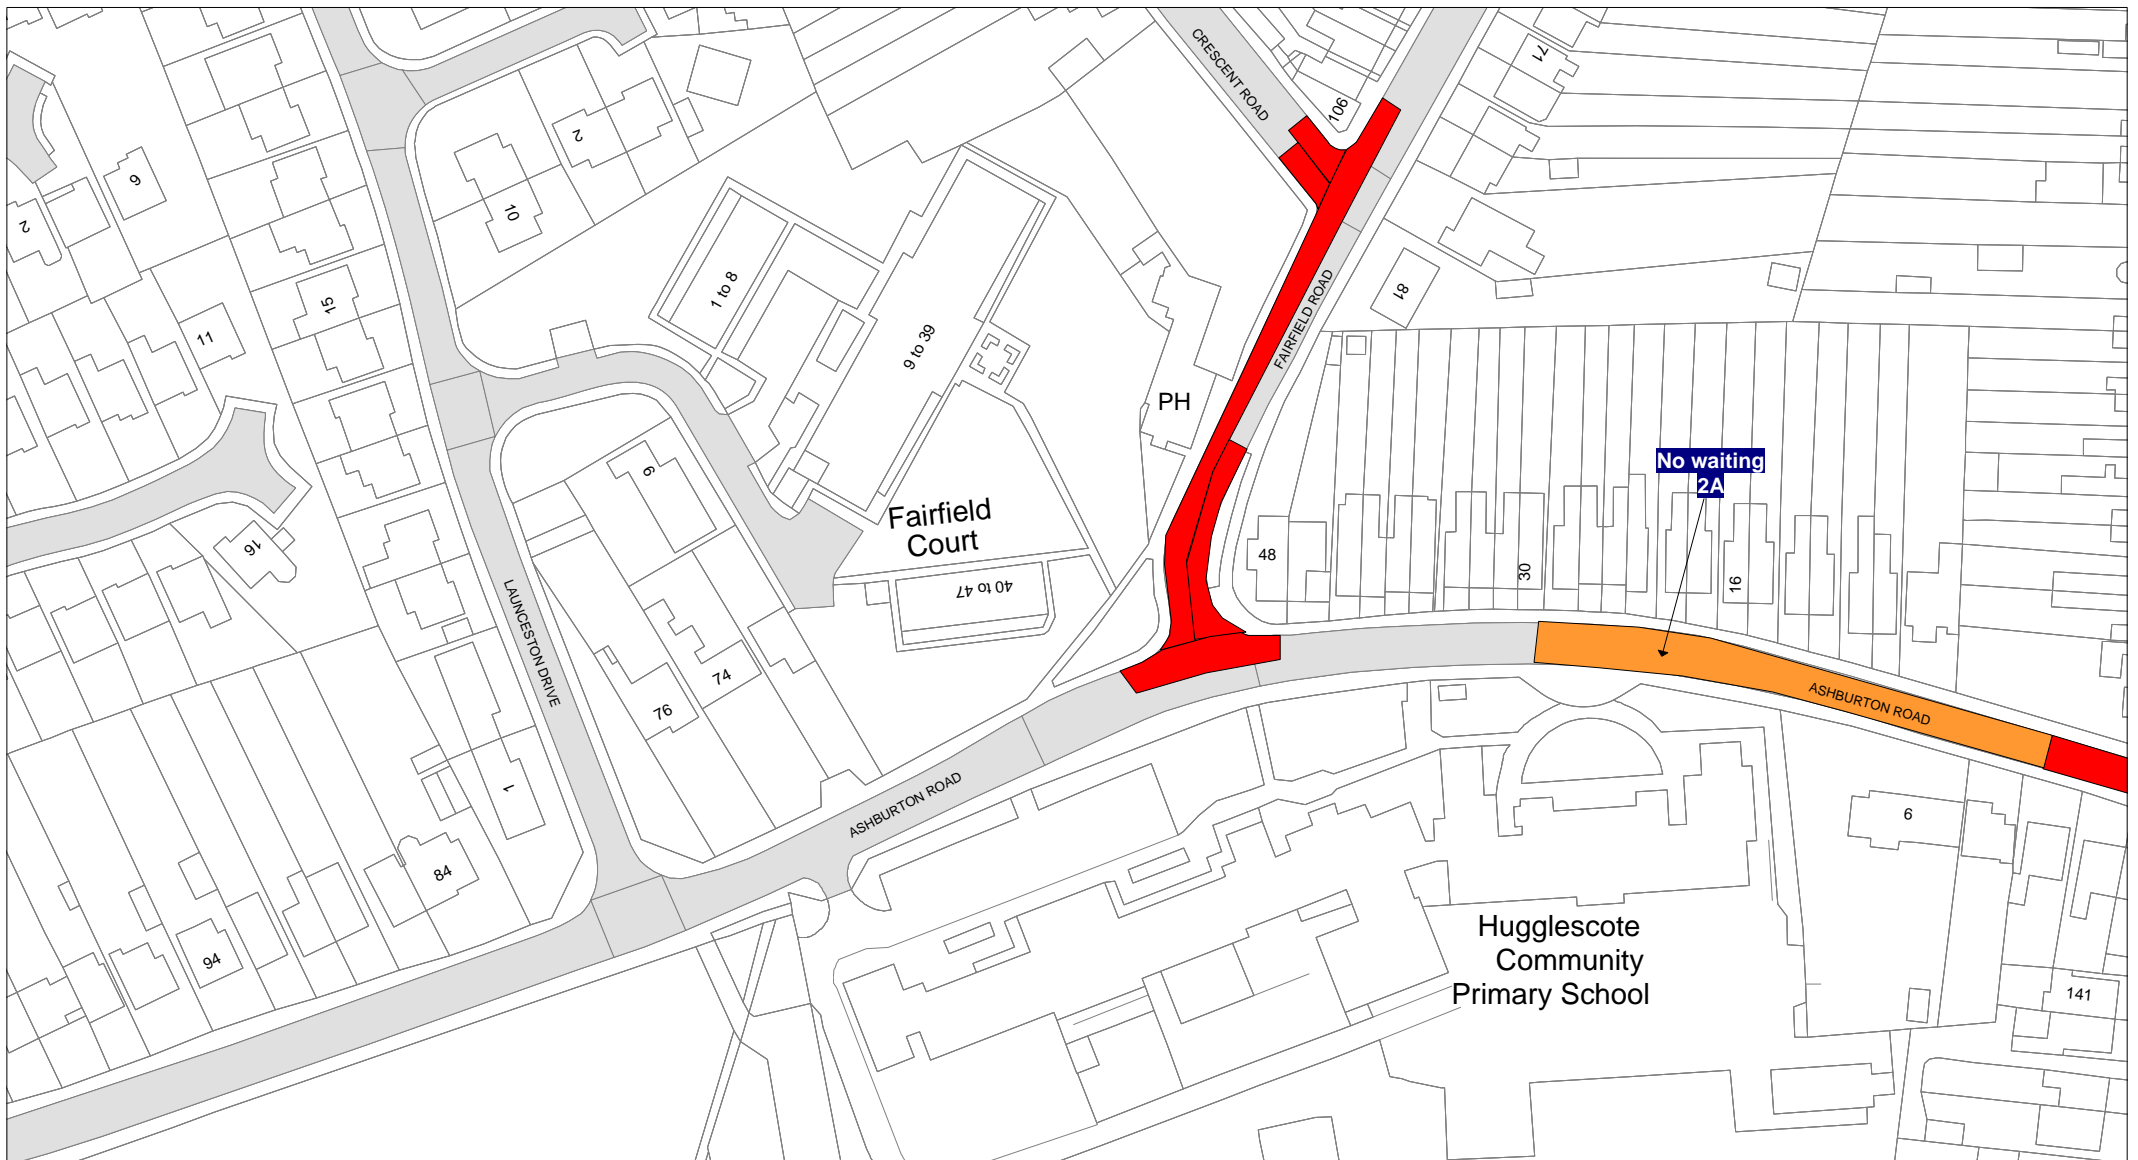 CRESCENT ROAD
106
71
2
6
2
10
1 to 8
15
11
9 to 39
FAIRFIELD ROAD
81
PH
No waiting
2A
9
Fairfield
Court
48
30
16
16
40 to 47
LAUNCESTON DRIVE
74
76
ASHBURTON ROAD
ASHBURTON ROAD
1
84
94
6
Hugglescote
Community
Primary School
141